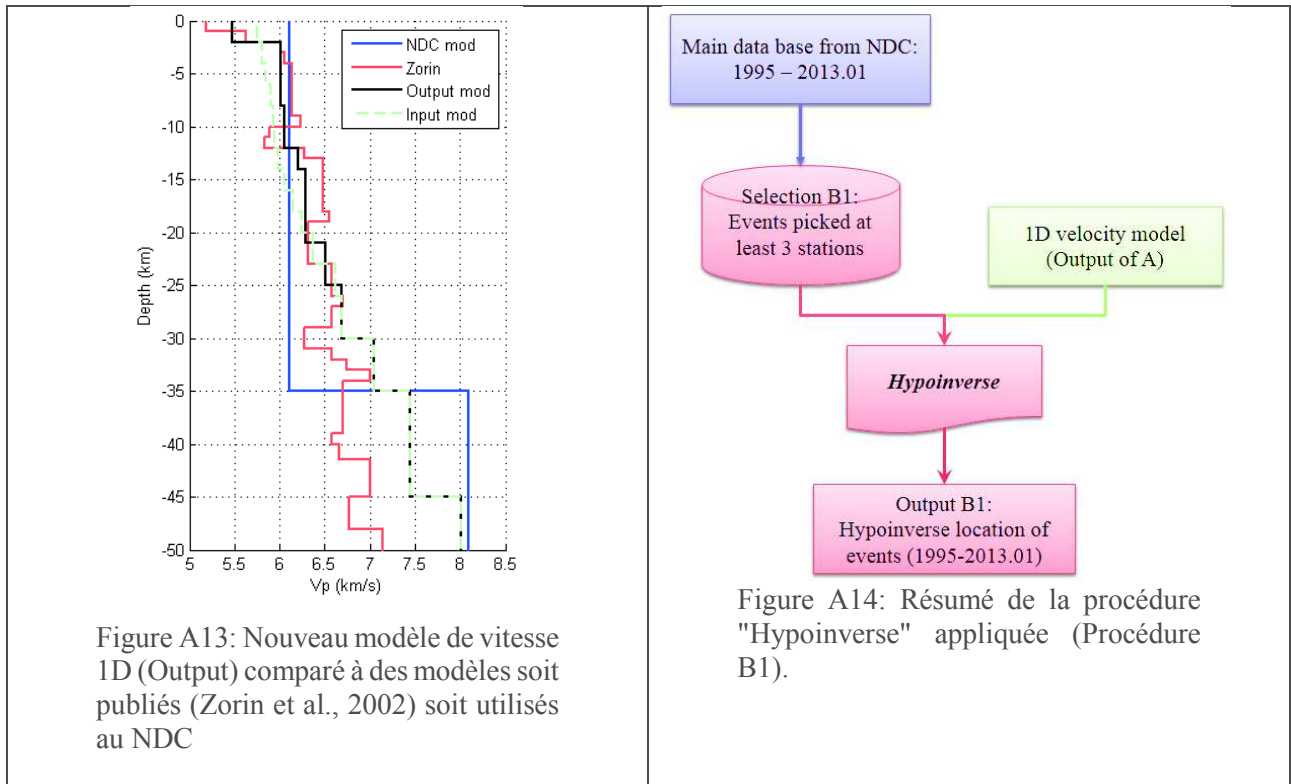 0
-5
-10
-15
-20
-25
-30
-35
-40
-45
-50
Depth (km)
NDC mod
Zorin
Output mod
Input mod
5
5.5
6
6.5
7
7.5
8
8.5
Vp (km/s)
Figure A13: Nouveau modèle de vitesse
1D (Output) comparé à des modèles soit
publiés (Zorin et al., 2002) soit utilisés
au NDC
Main data base from NDC:
1995 – 2013.01
Selection B1:
Events picked at
least 3 stations
1D velocity model
(Output of A)
Hypoinverse
Output B1:
Hypoinverse location of
events (1995-2013.01)
Figure A14: Résumé de la procédure
"Hypoinverse" appliquée (Procédure
B1).